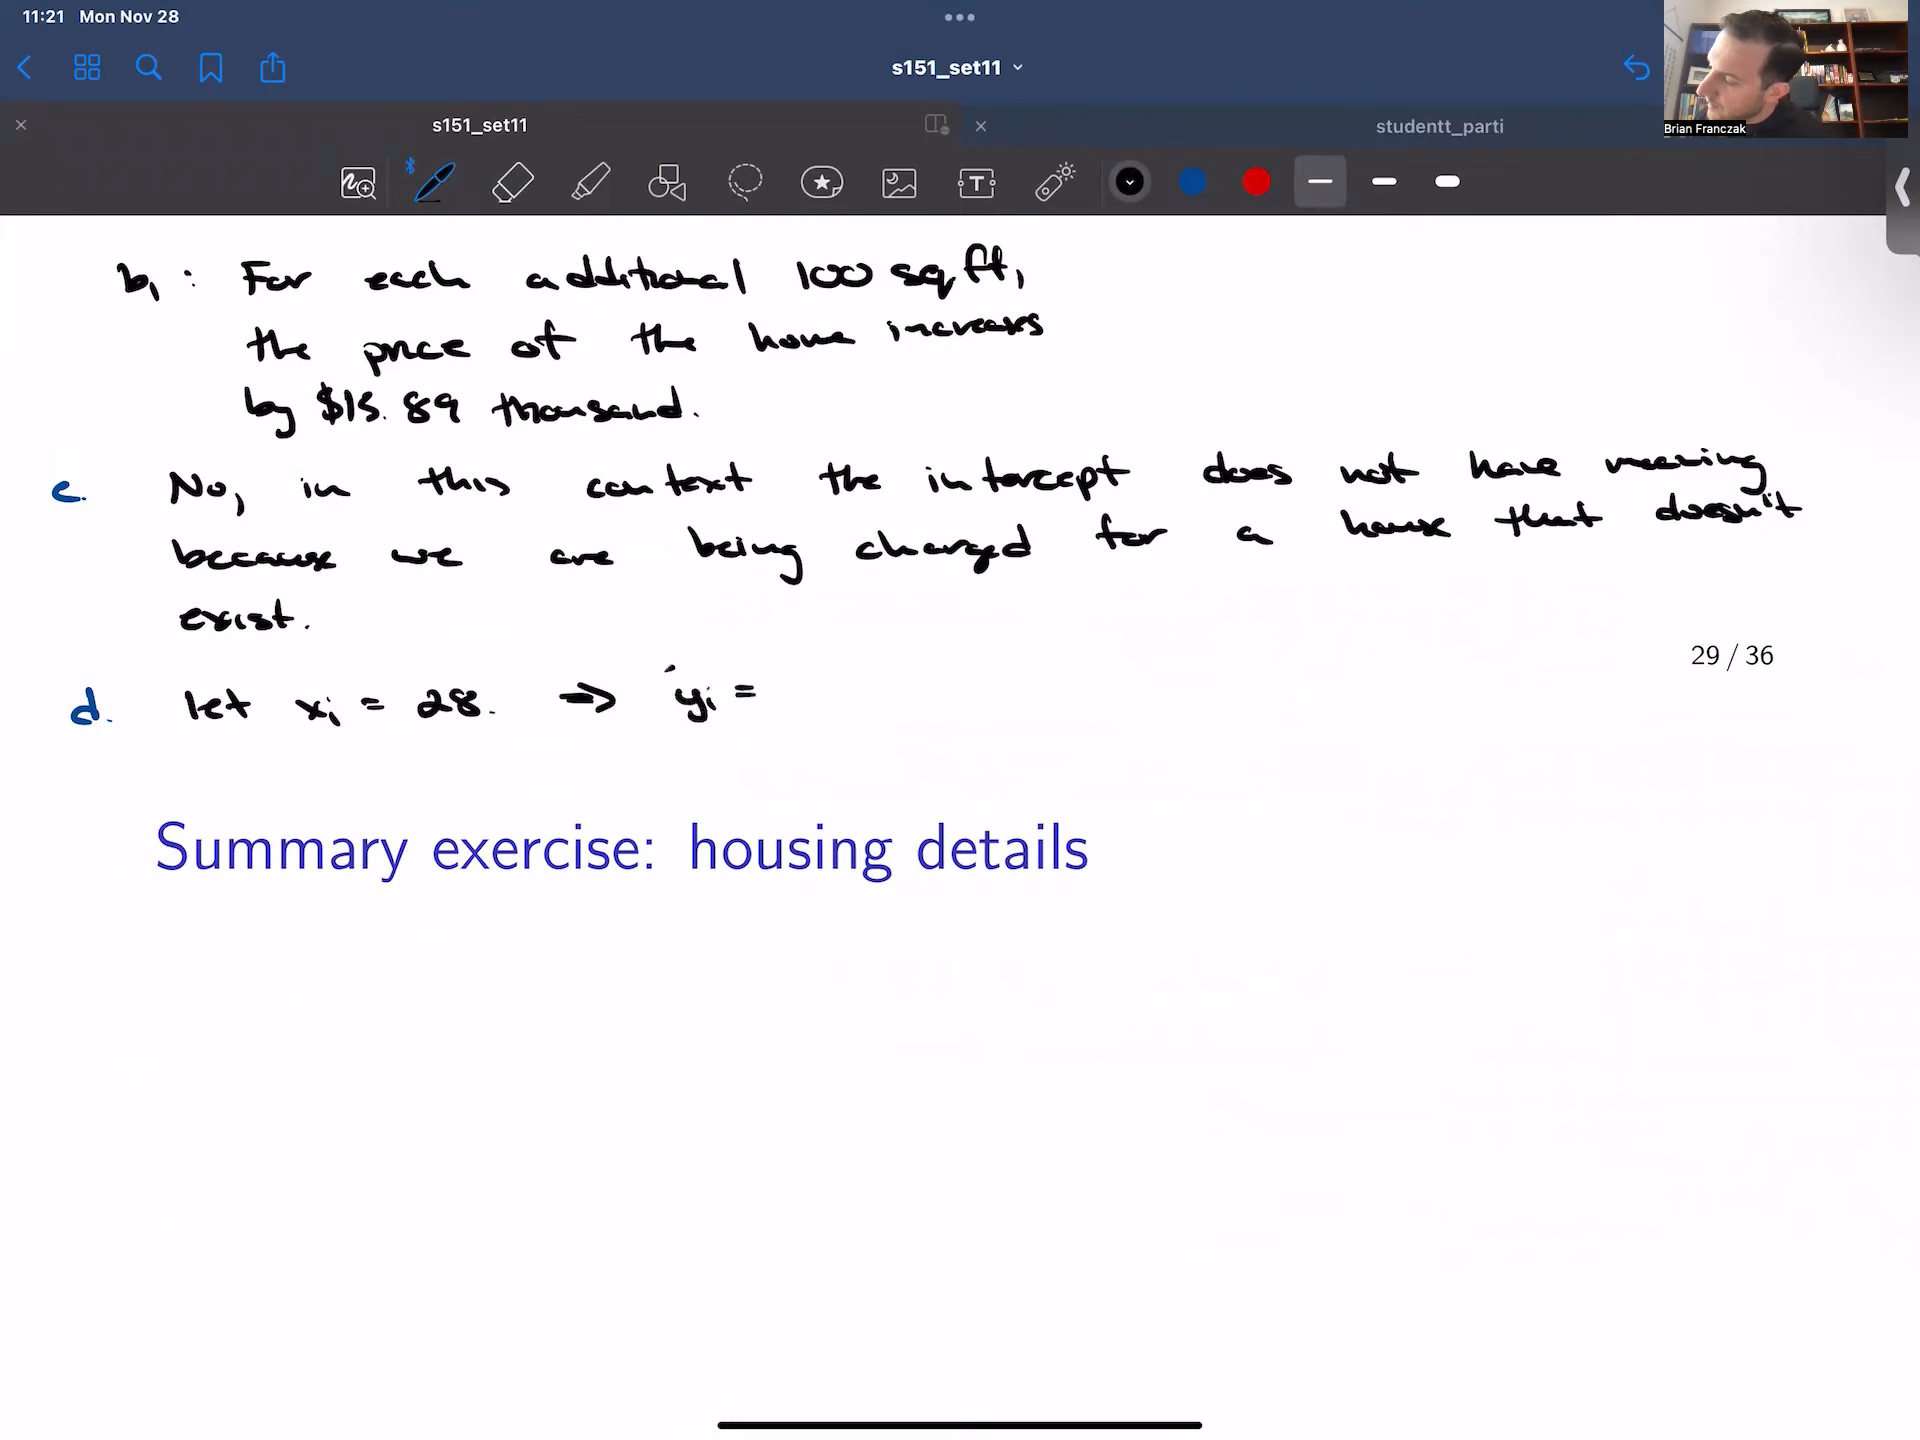 11:21 Mon Nov 28
s151_set11
Brian Franczak
s151_set11
studentt_parti
T
b₁ : For each additional 100 sq ft,
the price of the home increases
by $15.89 thousand.
c. No, in this context the intercept does not have meaning
because we are being charged for a house that doesn't
exist.
29 / 36
d. let xᵢ = 28. ⇒ yᵢ =
Summary exercise: housing details